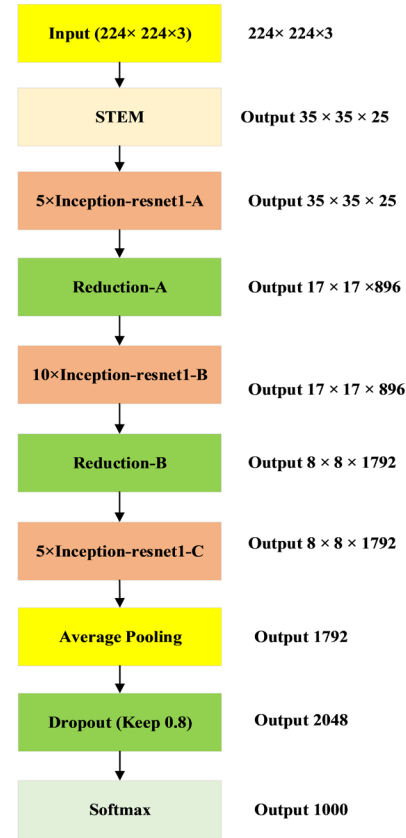 Input (224× 224×3) 224× 224×3
STEM Output 35 × 35 × 25
5×Inception-resnet1-A Output 35 × 35 × 25
Reduction-A Output 17 × 17 ×896
10×Inception-resnet1-B Output 17 × 17 × 896
Reduction-B Output 8 × 8 × 1792
5×Inception-resnet1-C Output 8 × 8 × 1792
Average Pooling Output 1792
Dropout (Keep 0.8) Output 2048
Softmax Output 1000